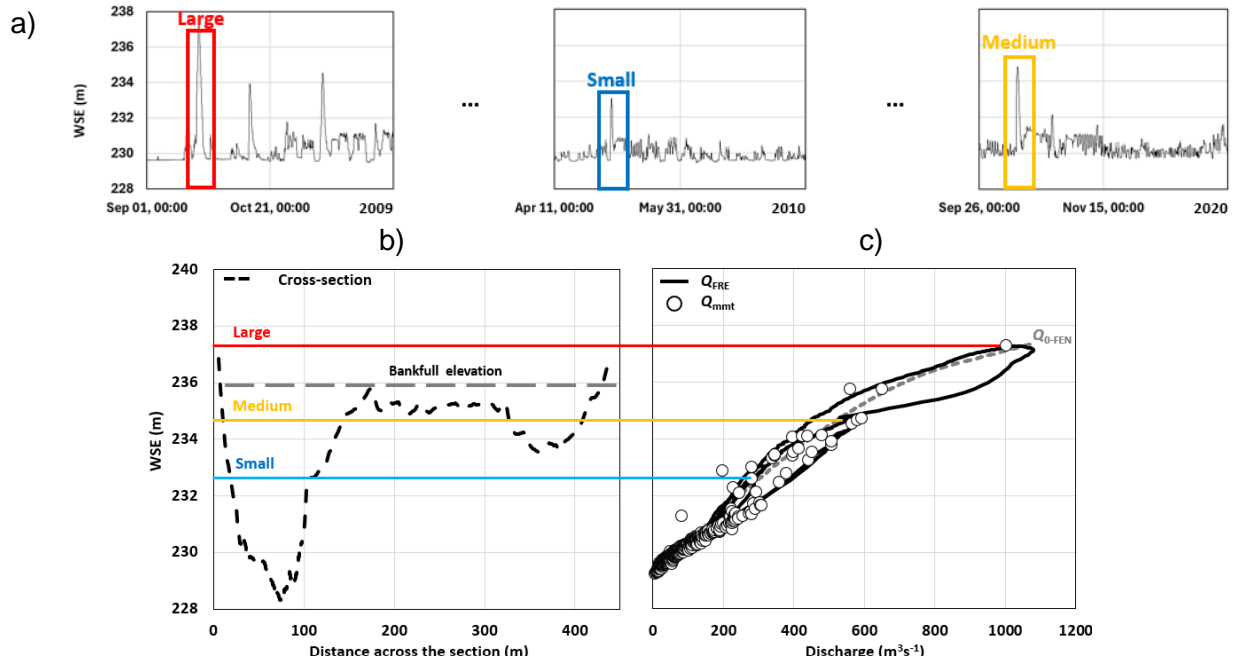 a)
238
236
234
232
230
228
WSE (m)
Large
Sep 01, 00:00
Oct 21, 00:00
2009
...
Small
Apr 11, 00:00
May 31, 00:00
2010
...
Medium
Sep 26, 00:00
Nov 15, 00:00
2020
b)
240
238
236
234
232
230
228
WSE (m)
Cross-section
Large
Bankfull elevation
Medium
Small
0
100
200
300
400
Distance across the section (m)
c)
QFRE
Qmmt
Q0-FEN
0
200
400
600
800
1000
1200
Discharge (m³s⁻¹)